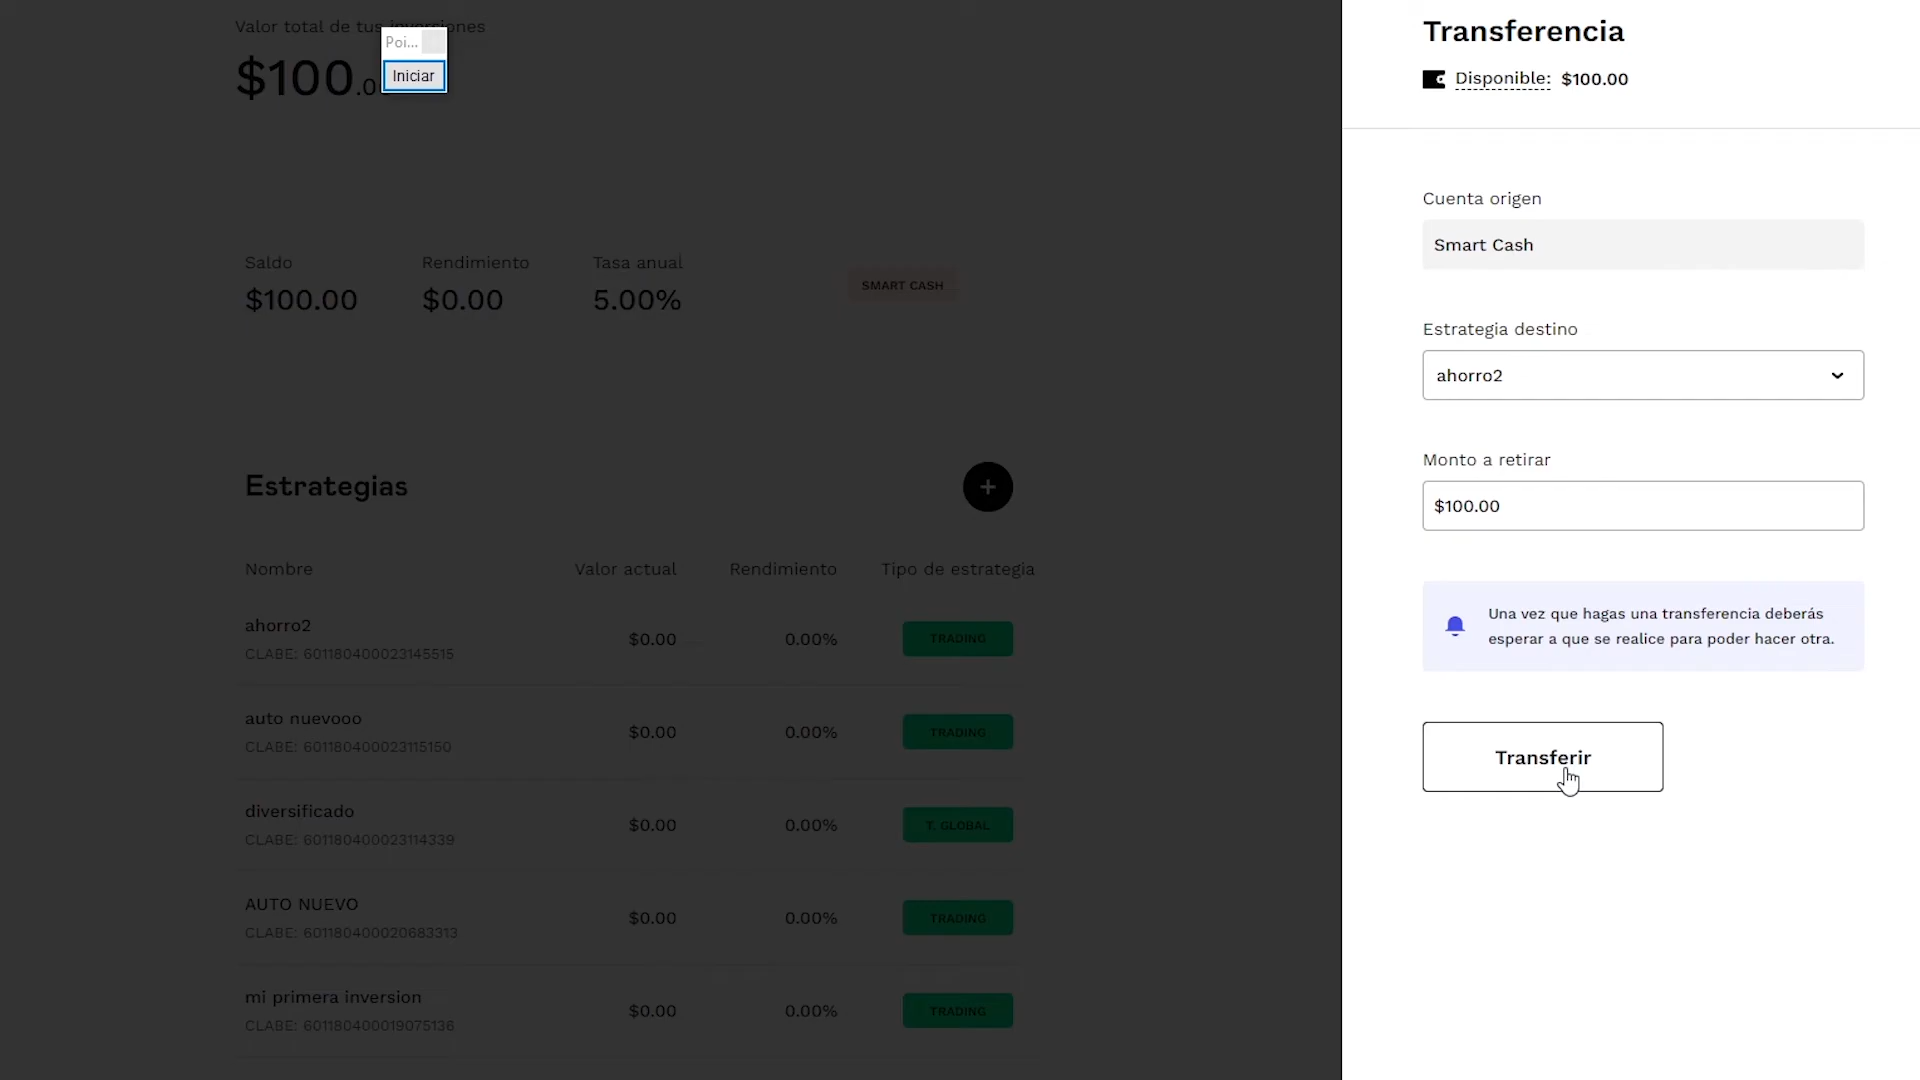 Valor total de tus inversiones
$100.0
Poi...
Iniciar
Saldo
$100.00
Rendimiento
$0.00
Tasa anual
5.00%
SMART CASH
Estrategias
+
Nombre
Valor actual
Rendimiento
Tipo de estrategia
ahorro2
CLABE: 601180400023145515
$0.00
0.00%
TRADING
auto nuevooo
CLABE: 601180400023115150
$0.00
0.00%
TRADING
diversificado
CLABE: 601180400023114339
$0.00
0.00%
T. GLOBAL
AUTO NUEVO
CLABE: 601180400020683313
$0.00
0.00%
TRADING
mi primera inversion
CLABE: 601180400019075136
$0.00
0.00%
TRADING
Transferencia
Disponible: $100.00
Cuenta origen
Smart Cash
Estrategia destino
ahorro2
Monto a retirar
$100.00
Una vez que hagas una transferencia deberás
esperar a que se realice para poder hacer otra.
Transferir